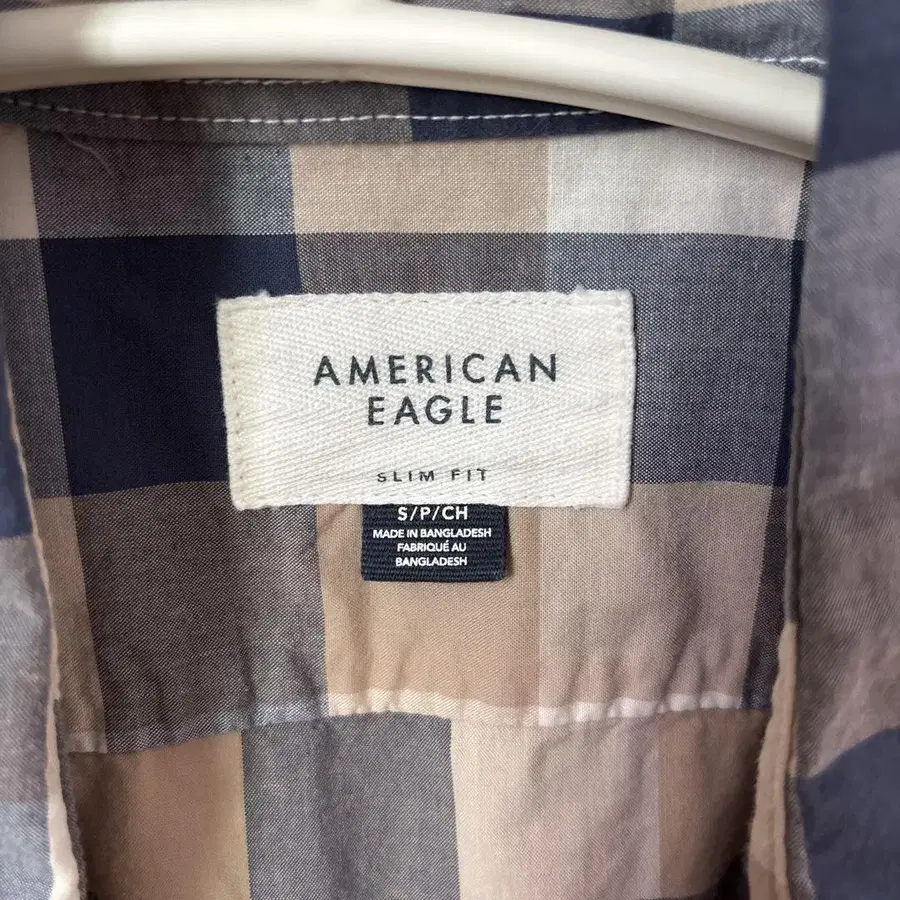 AMERICAN
EAGLE
SLIM FIT
S/P/CH
MADE IN BANGLADESH
FABRIQUÉ AU
BANGLADESH